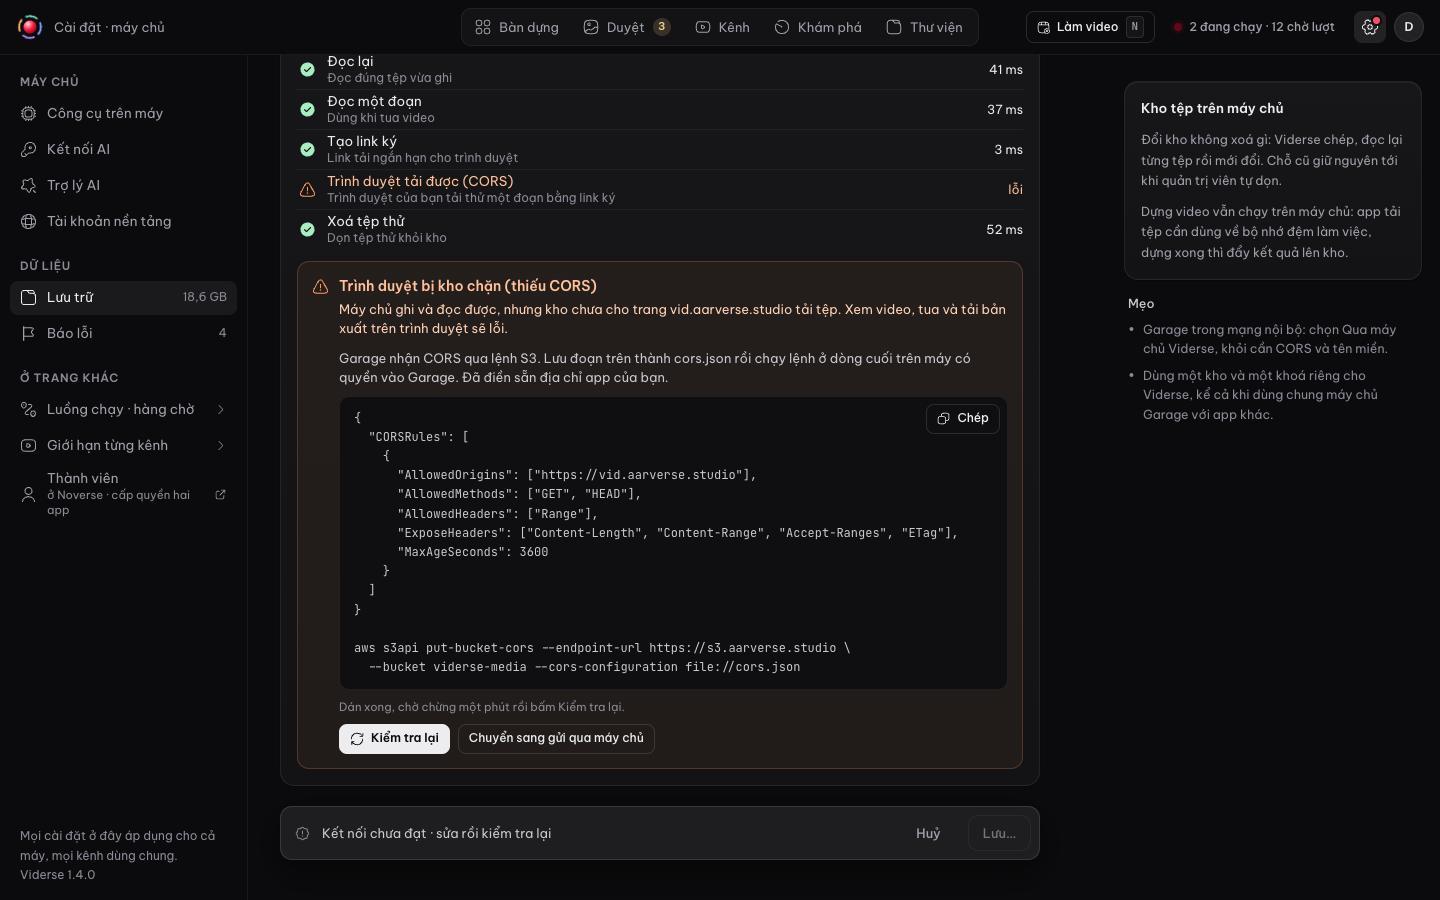 Cài đặt · máy chủ
Bàn dựng
Duyệt 3
Kênh
Khám phá
Thư viện
Làm video N
2 đang chạy · 12 chờ lượt
D
MÁY CHỦ
Công cụ trên máy
Kết nối AI
Trợ lý AI
Tài khoản nền tảng
DỮ LIỆU
Lưu trữ 18,6 GB
Báo lỗi 4
Ở TRANG KHÁC
Luồng chạy · hàng chờ
Giới hạn từng kênh
Thành viên
ở Noverse · cấp quyền hai
app
Mọi cài đặt ở đây áp dụng cho cả
máy, mọi kênh dùng chung.
Viderse 1.4.0
Đọc lại
Đọc đúng tệp vừa ghi
41 ms
Đọc một đoạn
Dùng khi tua video
37 ms
Tạo link ký
Link tải ngắn hạn cho trình duyệt
3 ms
Trình duyệt tải được (CORS)
Trình duyệt của bạn tải thử một đoạn bằng link ký
lỗi
Xoá tệp thử
Dọn tệp thử khỏi kho
52 ms
Trình duyệt bị kho chặn (thiếu CORS)
Máy chủ ghi và đọc được, nhưng kho chưa cho trang vid.aarverse.studio tải tệp. Xem video, tua và tải bản
xuất trên trình duyệt sẽ lỗi.
Garage nhận CORS qua lệnh S3. Lưu đoạn trên thành cors.json rồi chạy lệnh ở dòng cuối trên máy có
quyền vào Garage. Đã điền sẵn địa chỉ app của bạn.
Chép
{
"CORSRules": [
{
"AllowedOrigins": ["https://vid.aarverse.studio"],
"AllowedMethods": ["GET", "HEAD"],
"AllowedHeaders": ["Range"],
"ExposeHeaders": ["Content-Length", "Content-Range", "Accept-Ranges", "ETag"],
"MaxAgeSeconds": 3600
}
]
}
aws s3api put-bucket-cors --endpoint-url https://s3.aarverse.studio \
--bucket viderse-media --cors-configuration file://cors.json
Dán xong, chờ chừng một phút rồi bấm Kiểm tra lại.
Kiểm tra lại
Chuyển sang gửi qua máy chủ
Kết nối chưa đạt · sửa rồi kiểm tra lại
Huỷ
Lưu...
Kho tệp trên máy chủ
Đổi kho không xoá gì: Viderse chép, đọc lại
từng tệp rồi mới đổi. Chỗ cũ giữ nguyên tới
khi quản trị viên tự dọn.
Dựng video vẫn chạy trên máy chủ: app tải
tệp cần dùng về bộ nhớ đệm làm việc,
dựng xong thì đẩy kết quả lên kho.
Mẹo
• Garage trong mạng nội bộ: chọn Qua máy
chủ Viderse, khỏi cần CORS và tên miền.
• Dùng một kho và một khoá riêng cho
Viderse, kể cả khi dùng chung máy chủ
Garage với app khác.